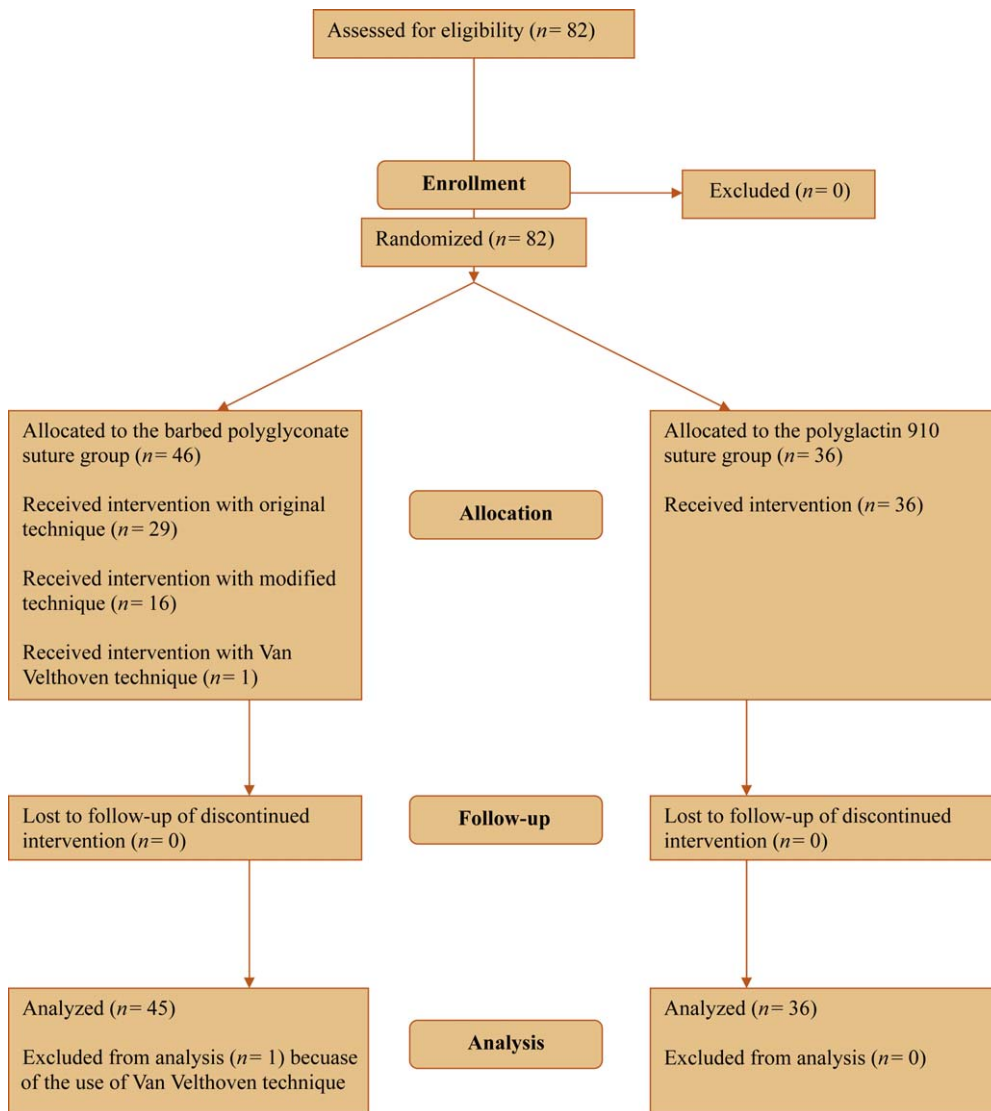 Assessed for eligibility (n= 82)
Enrollment
Excluded (n= 0)
Randomized (n= 82)
Allocated to the barbed polyglyconate
suture group (n= 46)
Received intervention with original
technique (n= 29)
Received intervention with modified
technique (n= 16)
Received intervention with Van
Velthoven technique (n= 1)
Allocation
Allocated to the polyglactin 910
suture group (n= 36)
Received intervention (n= 36)
Lost to follow-up of discontinued
intervention (n= 0)
Follow-up
Lost to follow-up of discontinued
intervention (n= 0)
Analyzed (n= 45)
Excluded from analysis (n= 1) becuase
of the use of Van Velthoven technique
Analysis
Analyzed (n= 36)
Excluded from analysis (n= 0)